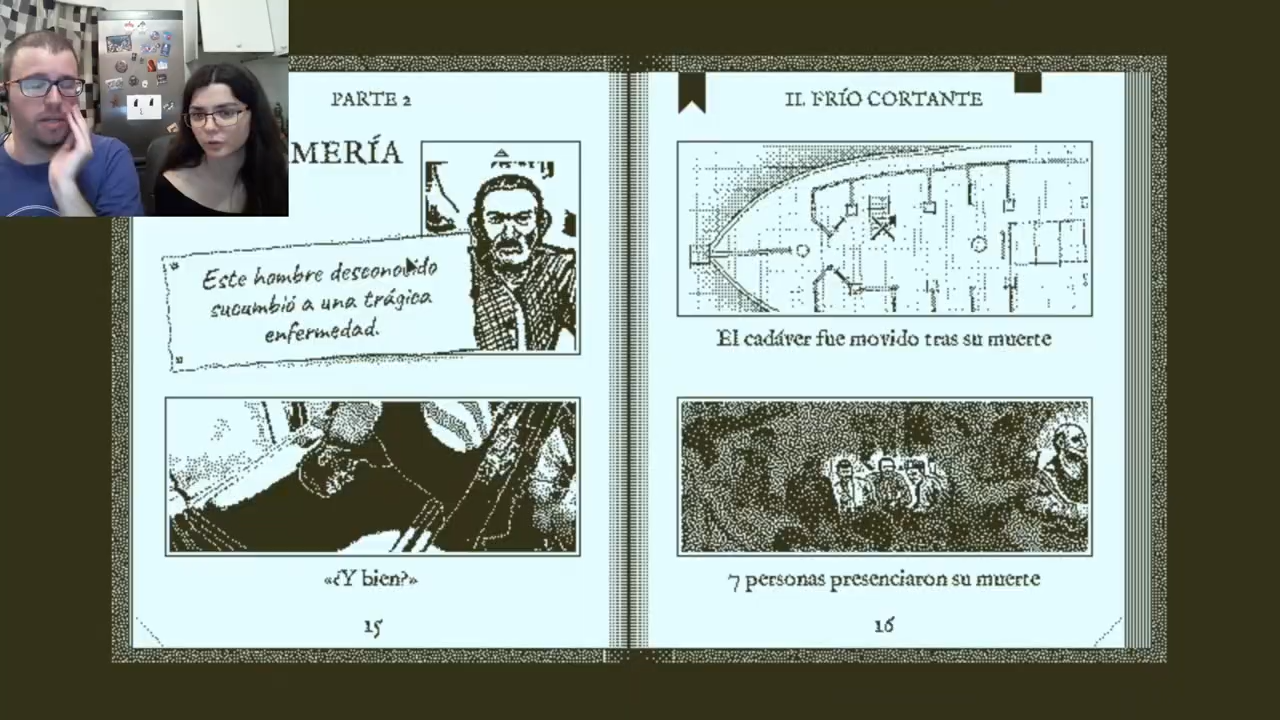 PARTE 2
MERÍA
Este hombre desconocido
sucumbió a una trágica
enfermedad.
«¿Y bien?»
15
II. FRÍO CORTANTE
El cadáver fue movido tras su muerte
7 personas presenciaron su muerte
16